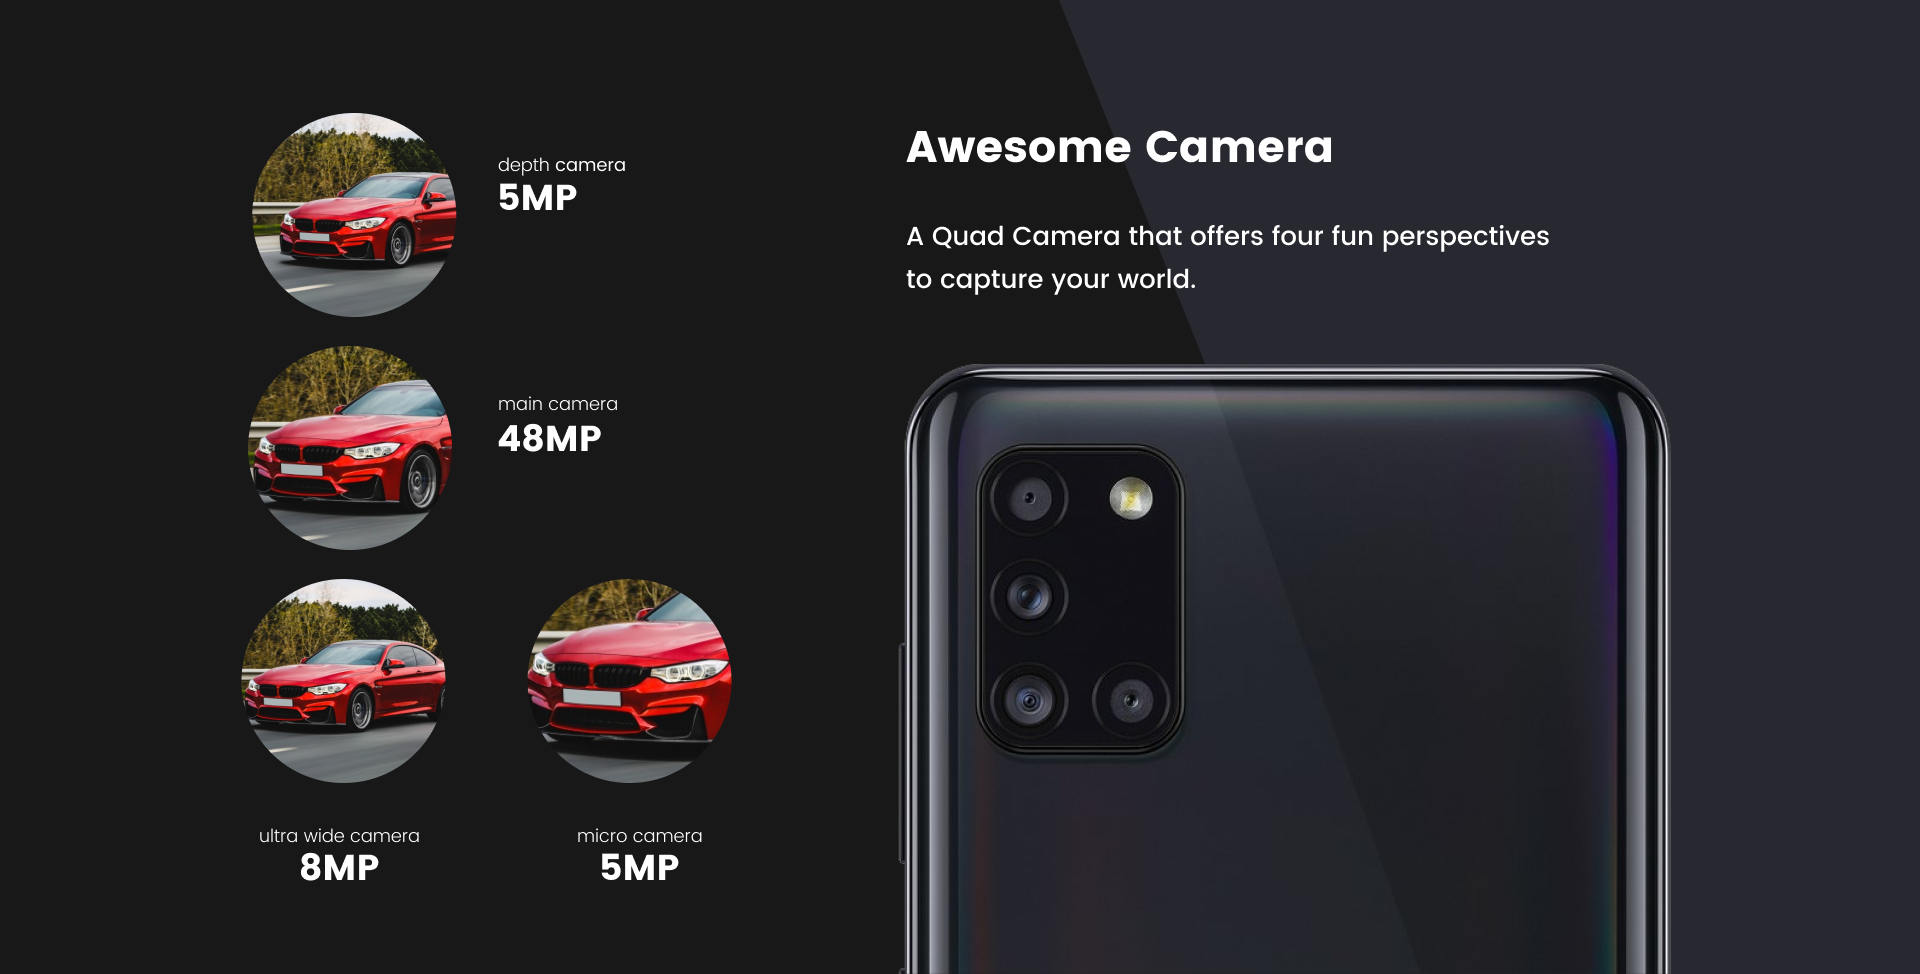 depth camera
5MP
main camera
48MP
ultra wide camera
8MP
micro camera
5MP
Awesome Camera
A Quad Camera that offers four fun perspectives
to capture your world.